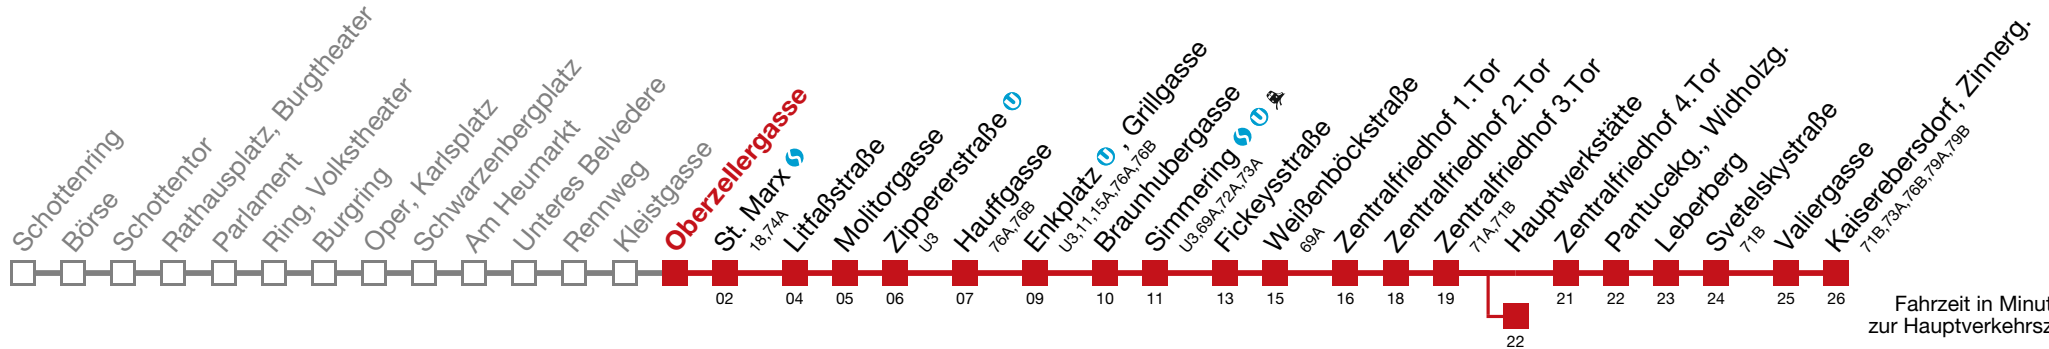 Schottenring
Börse
Schottentor
Rathausplatz, Burgtheater
Parlament
Ring, Volkstheater
Burgring
Oper, Karlsplatz
Schwarzenbergplatz
Am Heumarkt
Unteres Belvedere
Rennweg
Kleistgasse
Oberzellergasse
St. Marx
18,74A
Litfaßstraße
Molitorgasse
Zippererstraße U
U3
Hauffgasse
76A,76B
Enkplatz U , Grillgasse
U3,11,15A,76A,76B
Braunhubergasse
Simmering U
U3,69A,72A,73A
Fickeysstraße
Weißenböckstraße
69A
Zentralfriedhof 1.Tor
Zentralfriedhof 2.Tor
Zentralfriedhof 3.Tor
71A,71B
Hauptwerkstätte
Zentralfriedhof 4.Tor
Pantucekg., Widholzg.
Leberberg
Svetelskystraße
71B
Valiergasse
Kaiserebersdorf, Zinnerg.
71B,73A,76B,79A,79B
02 04 05 06 07 09 10 11 13 15 16 18 19 21 22 23 24 25 26
22
Fahrzeit in Minut
zur Hauptverkehrsz